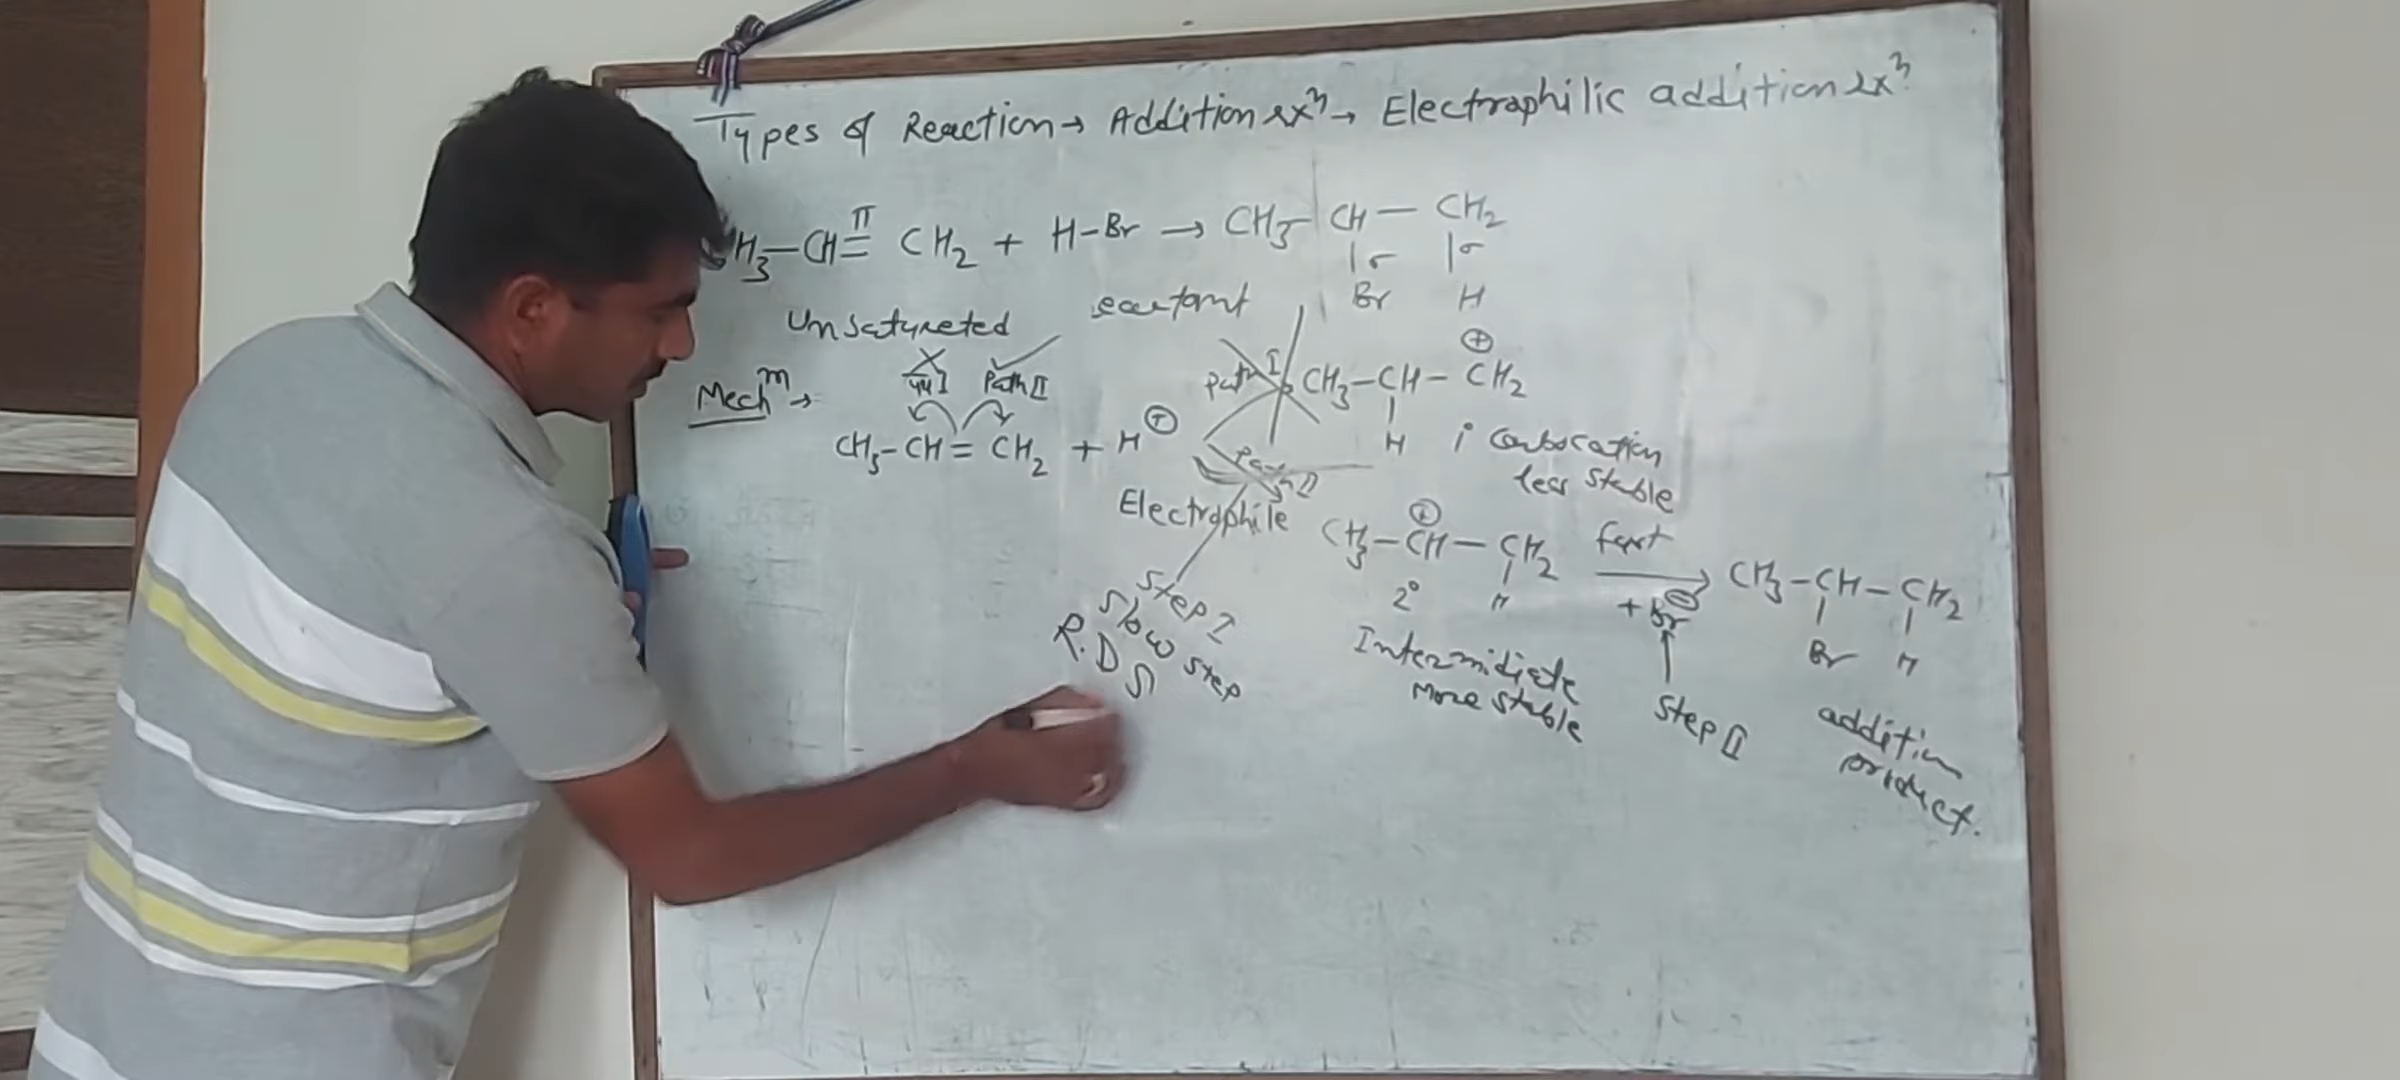 Types of Reaction → Addition rxⁿ → Electrophilic addition rxⁿ
H₃—CH=CH₂ + H-Br → CH₃-CH—CH₂
π
σ σ
Br H
Unsaturated
Mechᵐ →
Path II
CH₃-CH=CH₂ + H⊕
Electrophile
Path I
CH₃-CH-CH₂
⊕
H
1° Carbocation
less stable
Path II
CH₃-CH-CH₂
⊕
2° H
Intermidiate
More stable
fast
+ Br⊖
Step II
CH₃-CH-CH₂
Br H
addition
product.
Step I
Slow step
R.D.S